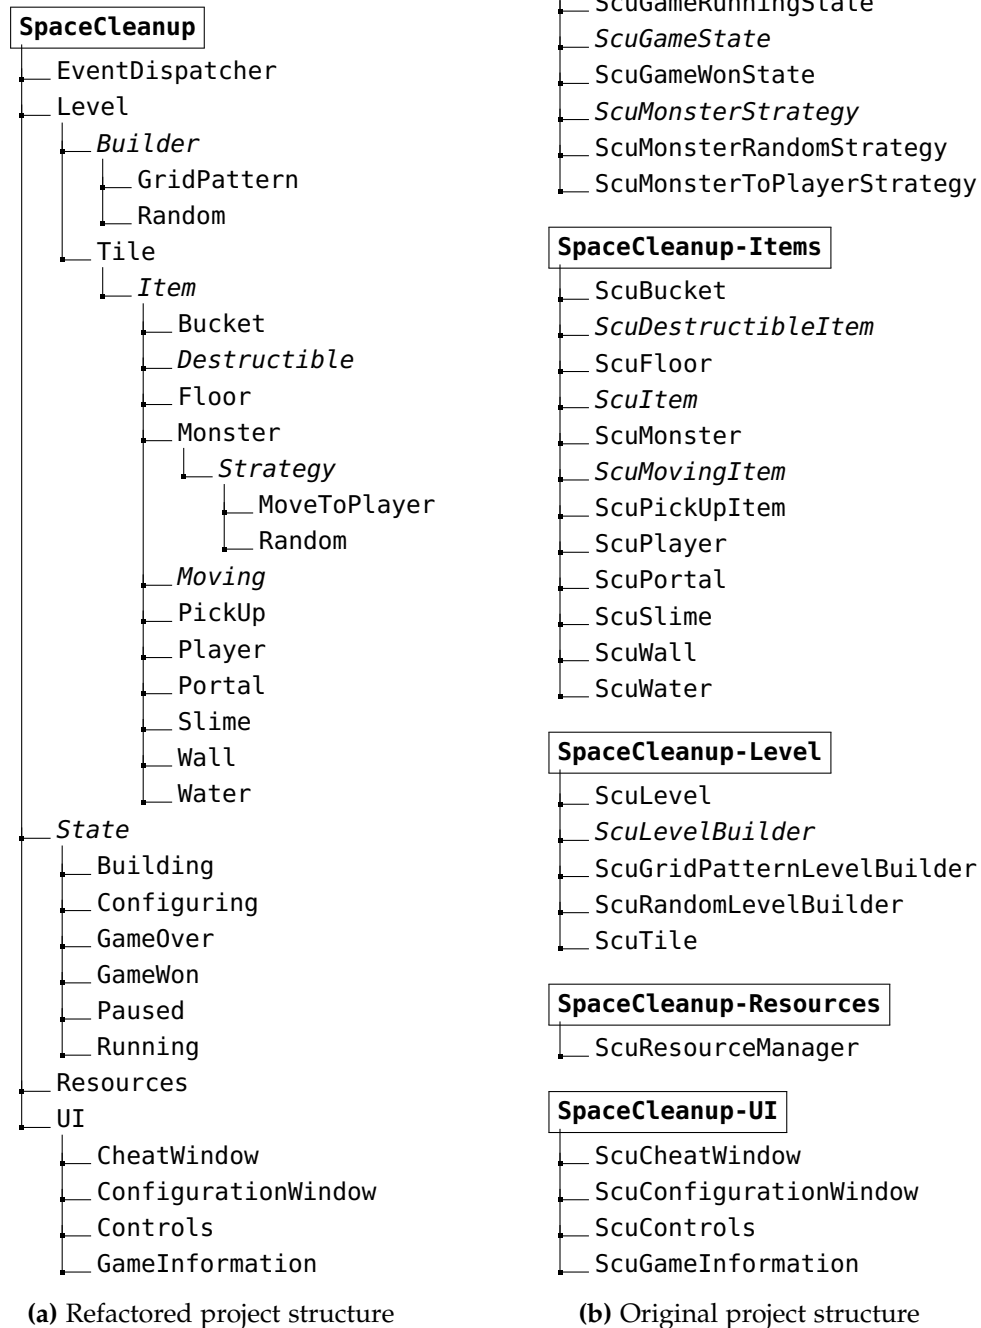 SpaceCleanup
EventDispatcher
Level
Builder
GridPattern
Random
Tile
Item
Bucket
Destructible
Floor
Monster
Strategy
MoveToPlayer
Random
Moving
PickUp
Player
Portal
Slime
Wall
Water
State
Building
Configuring
GameOver
GameWon
Paused
Running
Resources
UI
CheatWindow
ConfigurationWindow
Controls
GameInformation
(a) Refactored project structure
ScuGameRunningState
ScuGameState
ScuGameWonState
ScuMonsterStrategy
ScuMonsterRandomStrategy
ScuMonsterToPlayerStrategy
SpaceCleanup-Items
ScuBucket
ScuDestructibleItem
ScuFloor
ScuItem
ScuMonster
ScuMovingItem
ScuPickUpItem
ScuPlayer
ScuPortal
ScuSlime
ScuWall
ScuWater
SpaceCleanup-Level
ScuLevel
ScuLevelBuilder
ScuGridPatternLevelBuilder
ScuRandomLevelBuilder
ScuTile
SpaceCleanup-Resources
ScuResourceManager
SpaceCleanup-UI
ScuCheatWindow
ScuConfigurationWindow
ScuControls
ScuGameInformation
(b) Original project structure